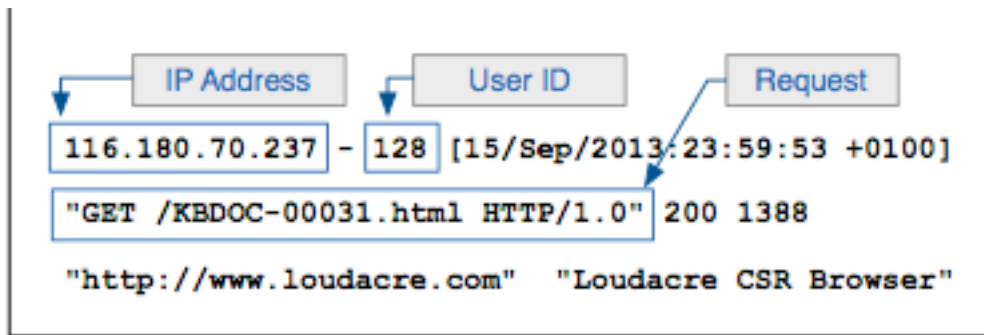 IP Address User ID Request
116.180.70.237 - 128 [15/Sep/2013:23:59:53 +0100]
"GET /KBDOC-00031.html HTTP/1.0" 200 1388
"http://www.loudacre.com" "Loudacre CSR Browser"